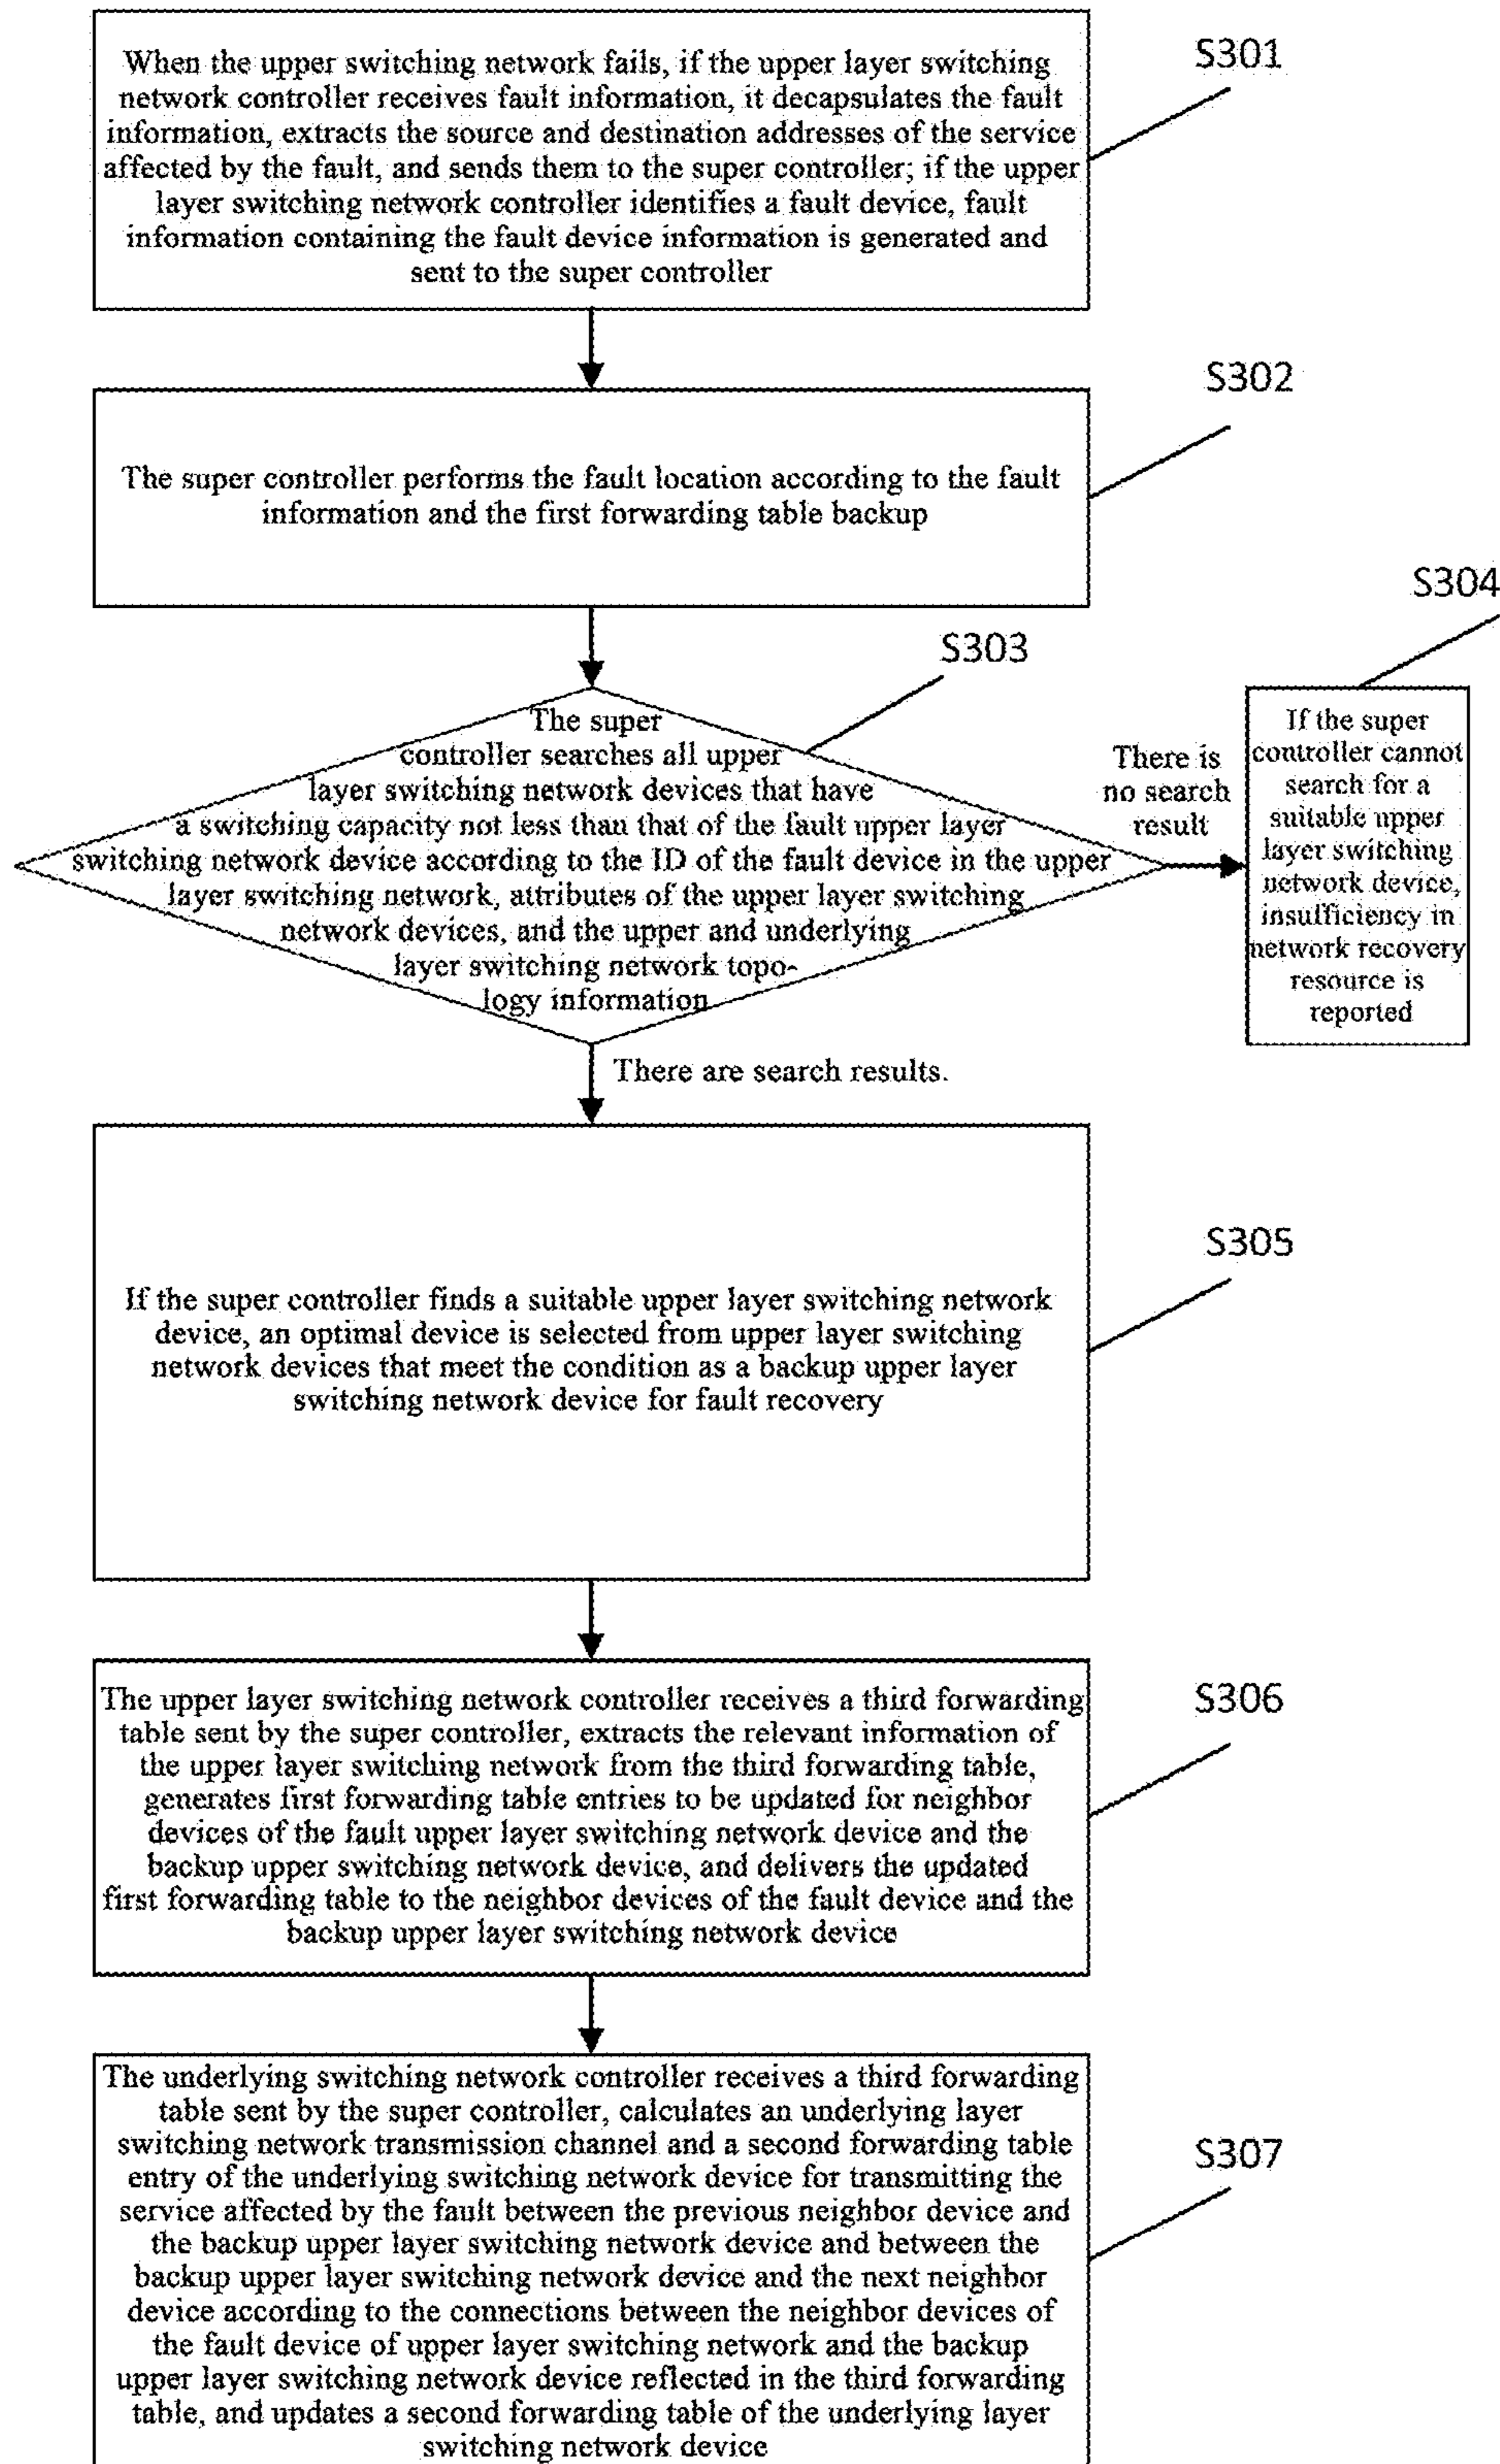 When the upper switching network fails, if the upper layer switching
network controller receives fault information, it decapsulates the fault
information, extracts the source and destination addresses of the service
affected by the fault, and sends them to the super controller; if the upper
layer switching network controller identifies a fault device, fault
information containing the fault device information is generated and
sent to the super controller
S301
The super controller performs the fault location according to the fault
information and the first forwarding table backup
S302
The super
controller searches all upper
layer switching network devices that have
a switching capacity not less than that of the fault upper layer
switching network device according to the ID of the fault device in the upper
layer switching network, attributes of the upper layer switching
network devices, and the upper and underlying
layer switching network topo-
logy information
S303
There is
no search
result
If the super
controller cannot
search for a
suitable upper
layer switching
network device,
insufficiency in
network recovery
resource is
reported
S304
There are search results.
If the super controller finds a suitable upper layer switching network
device, an optimal device is selected from upper layer switching
network devices that meet the condition as a backup upper layer
switching network device for fault recovery
S305
The upper layer switching network controller receives a third forwarding
table sent by the super controller, extracts the relevant information of
the upper layer switching network from the third forwarding table,
generates first forwarding table entries to be updated for neighbor
devices of the fault upper layer switching network device and the
backup upper switching network device, and delivers the updated
first forwarding table to the neighbor devices of the fault device and the
backup upper layer switching network device
S306
The underlying switching network controller receives a third forwarding
table sent by the super controller, calculates an underlying layer
switching network transmission channel and a second forwarding table
entry of the underlying switching network device for transmitting the
service affected by the fault between the previous neighbor device and
the backup upper layer switching network device and between the
backup upper layer switching network device and the next neighbor
device according to the connections between the neighbor devices of
the fault device of upper layer switching network and the backup
upper layer switching network device reflected in the third forwarding
table, and updates a second forwarding table of the underlying layer
switching network device
S307